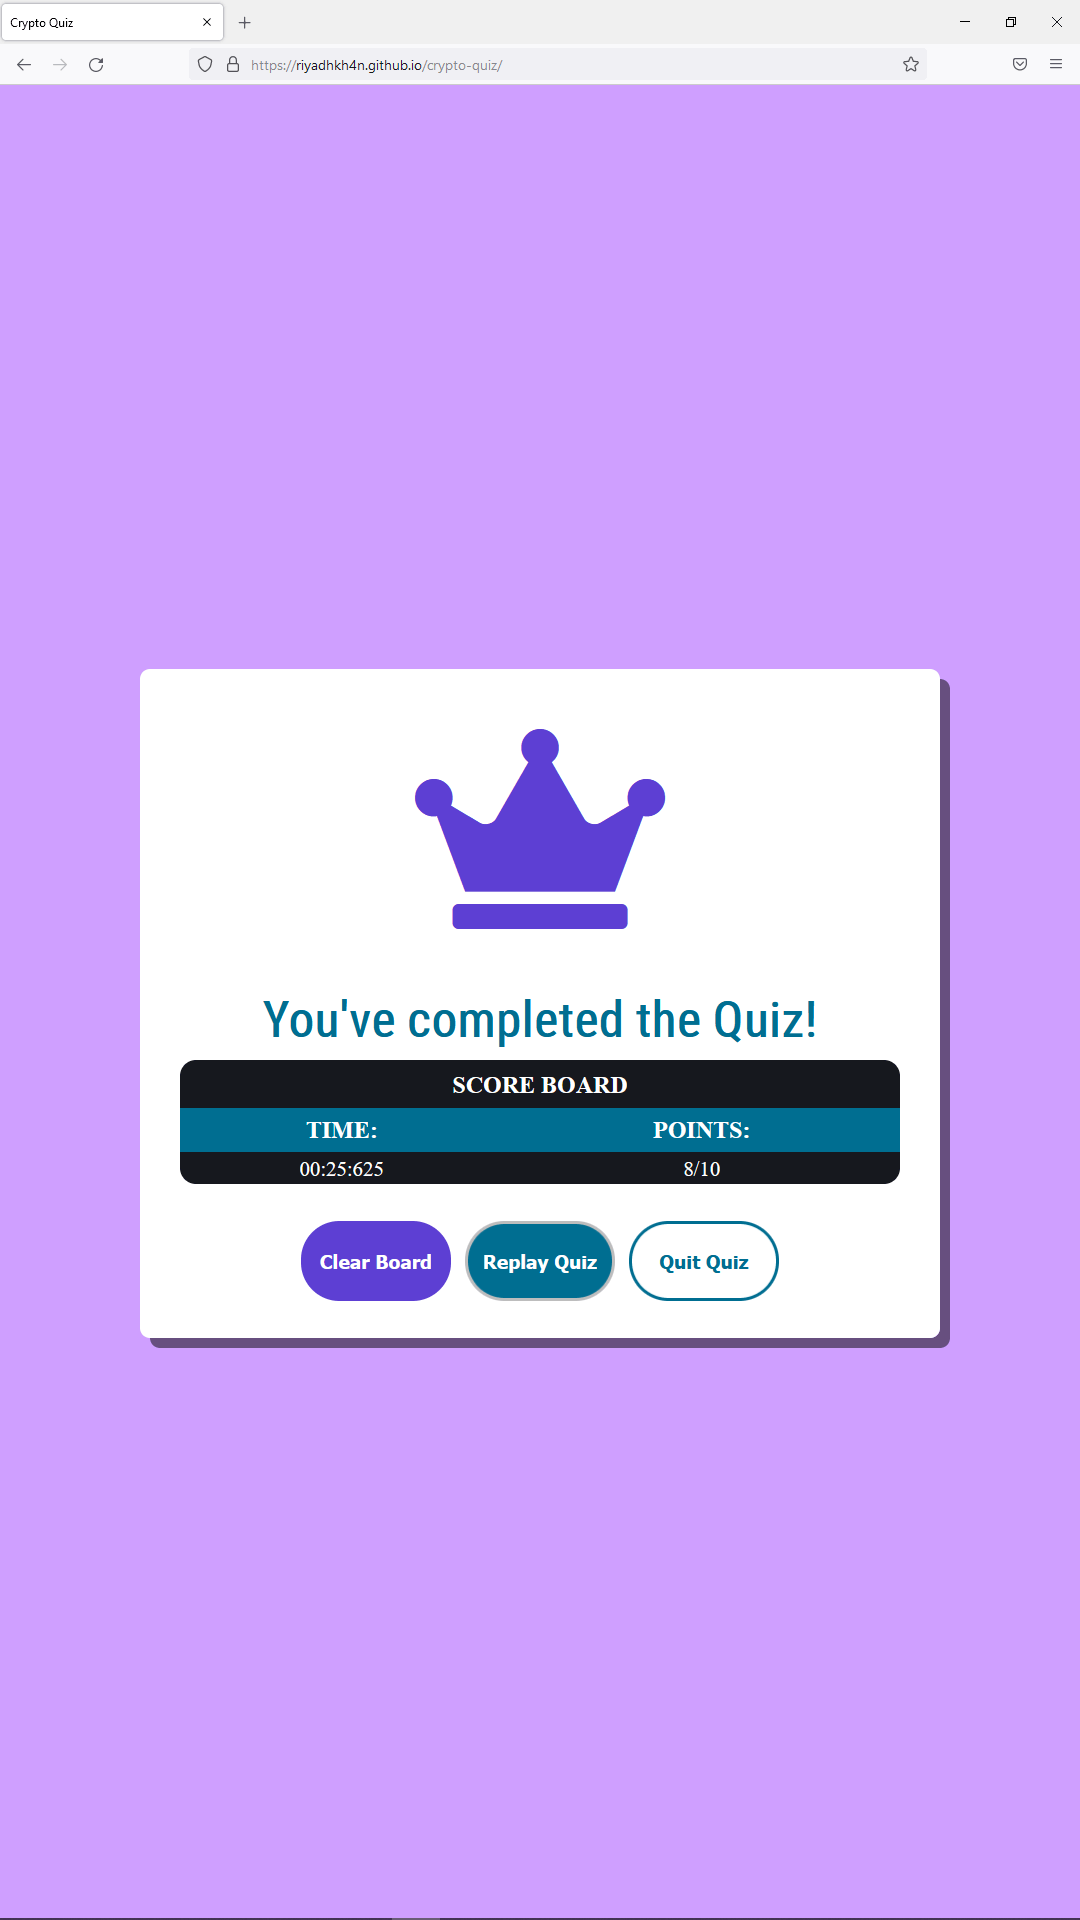 Crypto Quiz
https://riyadhkh4n.github.io/crypto-quiz/
You've completed the Quiz!
SCORE BOARD
TIME: POINTS:
00:25:625 8/10
Clear Board Replay Quiz Quit Quiz